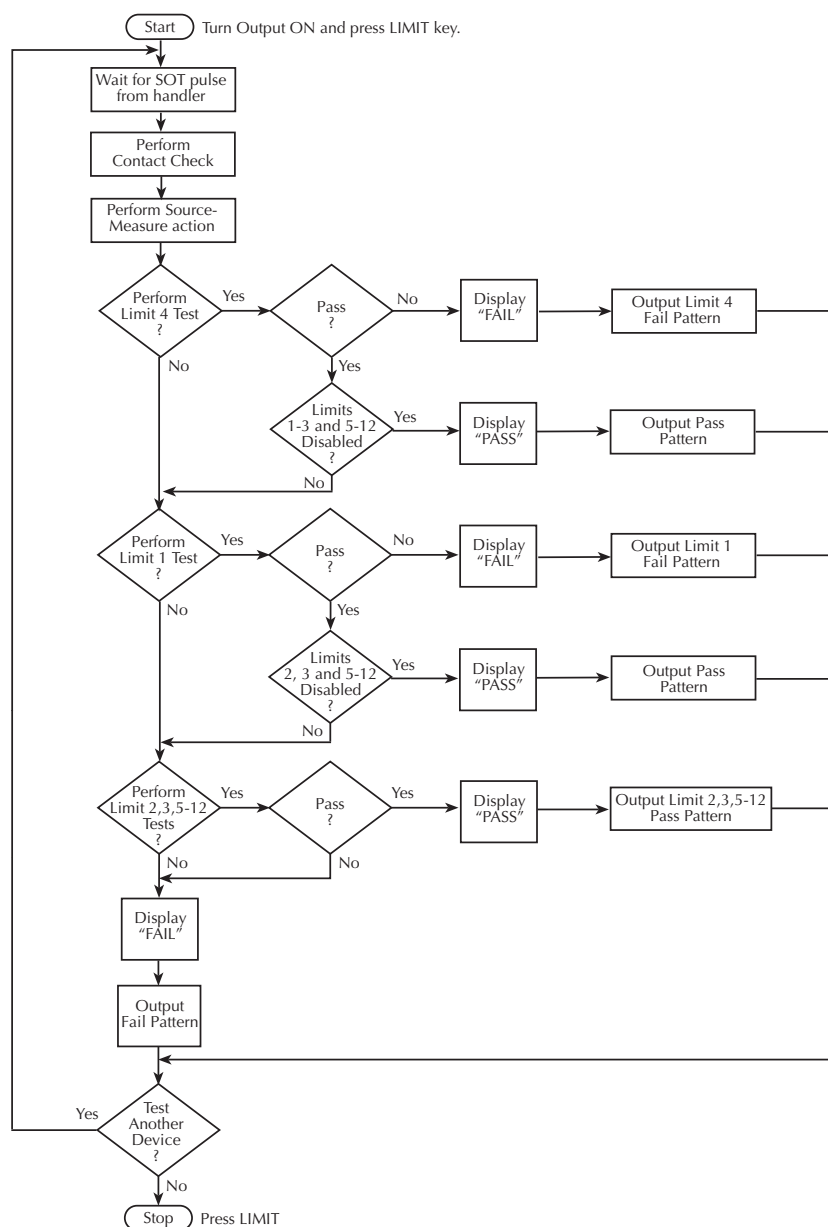 Start
Turn Output ON and press LIMIT key.
Wait for SOT pulse
from handler
Perform
Contact Check
Perform Source-
Measure action
Perform
Limit 4 Test
?
Yes
No
Pass
?
No
Yes
Display
“FAIL”
Output Limit 4
Fail Pattern
Limits
1-3 and 5-12
Disabled
?
Yes
No
Display
“PASS”
Output Pass
Pattern
Perform
Limit 1 Test
?
Yes
No
Pass
?
No
Yes
Display
“FAIL”
Output Limit 1
Fail Pattern
Limits
2, 3 and 5-12
Disabled
?
Yes
No
Display
“PASS”
Output Pass
Pattern
Perform
Limit 2,3,5-12
Tests
?
Yes
No
Pass
?
Yes
No
Display
“PASS”
Output Limit 2,3,5-12
Pass Pattern
Display
“FAIL”
Output
Fail Pattern
Test
Another
Device
?
Yes
No
Stop
Press LIMIT